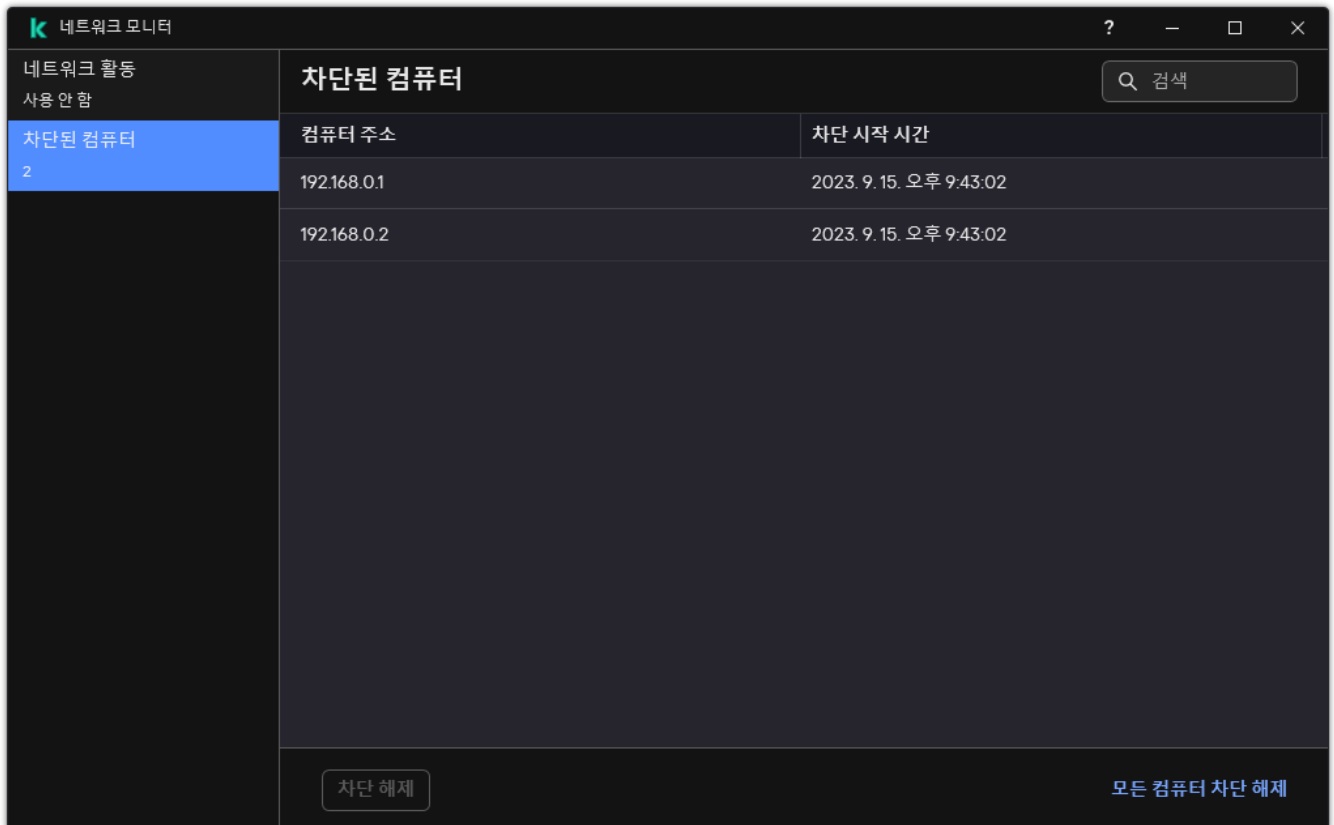 네트워크 모니터
네트워크 활동
사용 안 함
차단된 컴퓨터
2
차단된 컴퓨터
검색
컴퓨터 주소 차단 시작 시간
192.168.0.1 2023. 9. 15. 오후 9:43:02
192.168.0.2 2023. 9. 15. 오후 9:43:02
차단 해제
모든 컴퓨터 차단 해제